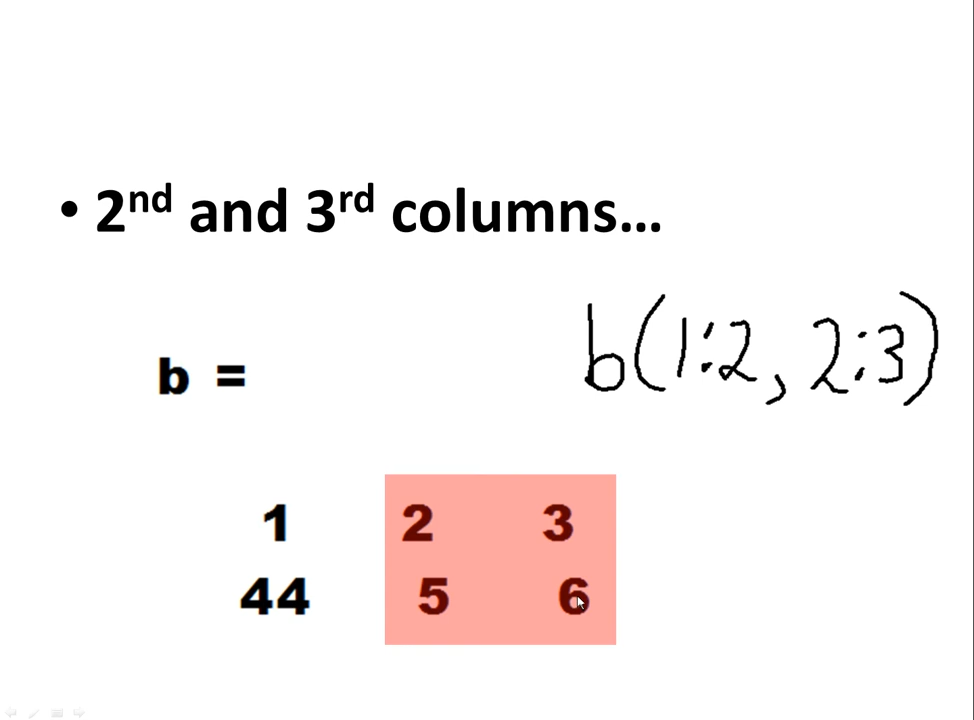 • 2nd and 3rd columns...
b =
b(1:2, 2:3)
1 2 3
44 5 6